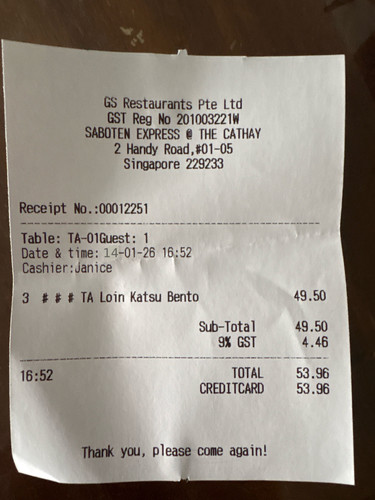 GS Restaurants Pte Ltd
GST Reg No 201003221W
SABOTEN EXPRESS @ THE CATHAY
2 Handy Road,#01-05
Singapore 229233
Receipt No.:00012251
Table: TA-01Guest: 1
Date & time: 14-01-26 16:52
Cashier:Janice
3 # # # TA Loin Katsu Bento 49.50
Sub-Total 49.50
9% GST 4.46
16:52 TOTAL 53.96
CREDITCARD 53.96
Thank you, please come again!